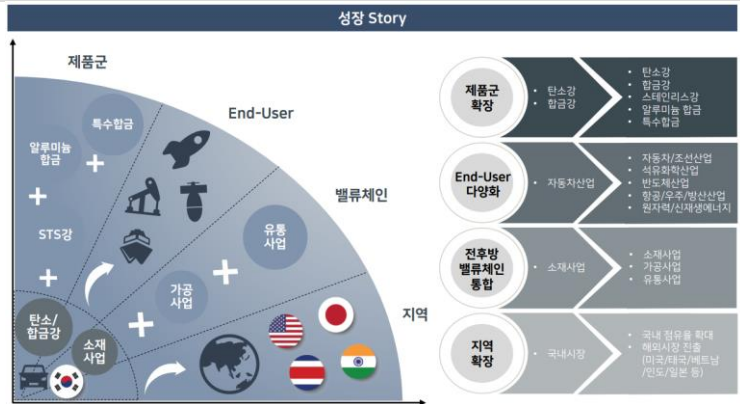 성장 Story
제품군
End-User
밸류체인
지역
특수합금
알루미늄
합금
STS강
탄소/
합금강
소재
사업
가공
사업
유통
사업
제품군
확장
• 탄소강
• 합금강
• 탄소강
• 합금강
• 스테인리스강
• 알루미늄 합금
• 특수합금
End-User
다양화
• 자동차산업
• 자동차/조선산업
• 석유화학산업
• 반도체산업
• 항공/우주/방산산업
• 원자력/신재생에너지
전후방
밸류체인
통합
• 소재사업
• 소재사업
• 가공사업
• 유통사업
지역
확장
• 국내시장
• 국내 점유율 확대
• 해외시장 진출
(미국/태국/베트남
/인도/일본 등)